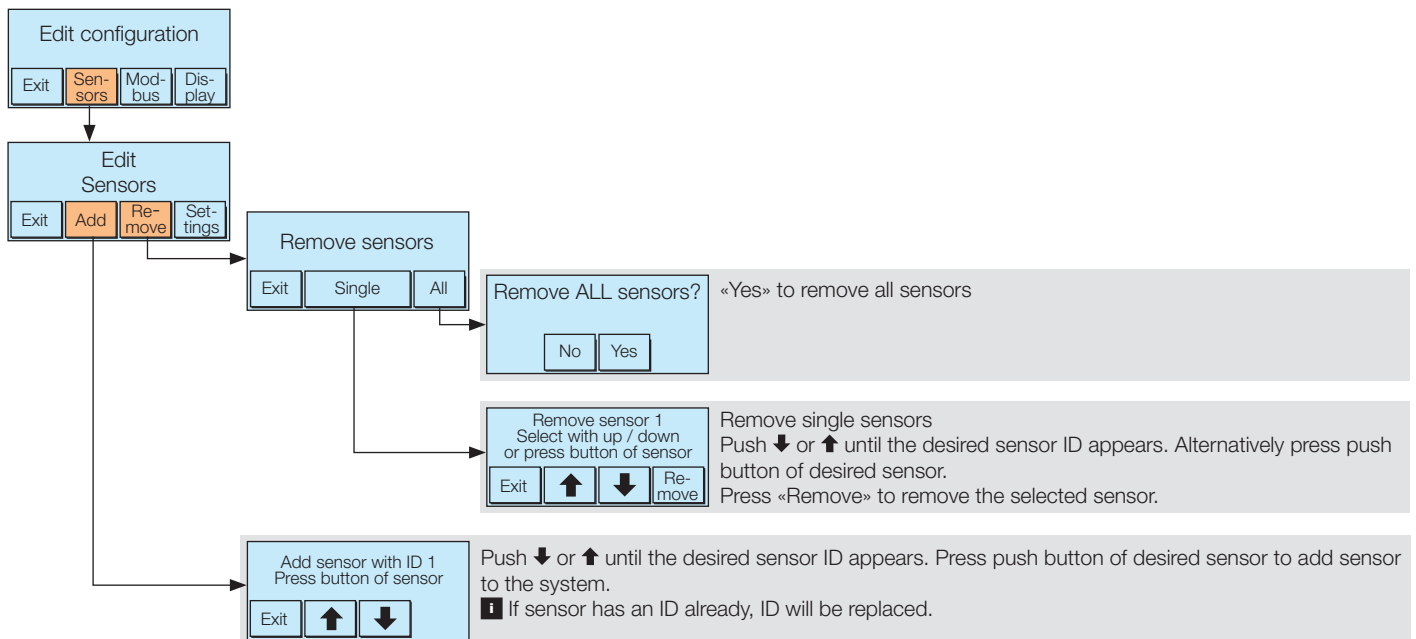 Edit configuration
Exit
Sen-
sors
Mod-
bus
Dis-
play
Edit
Sensors
Exit
Add
Re-
move
Set-
tings
Remove sensors
Exit
Single
All
Remove ALL sensors?
No
Yes
«Yes» to remove all sensors
Remove sensor 1
Select with up / down
or press button of sensor
Exit
⬆
⬇
Re-
move
Remove single sensors
Push ⬇ or ⬆ until the desired sensor ID appears. Alternatively press push
button of desired sensor.
Press «Remove» to remove the selected sensor.
Add sensor with ID 1
Press button of sensor
Exit
⬆
⬇
Push ⬇ or ⬆ until the desired sensor ID appears. Press push button of desired sensor to add sensor
to the system.
i If sensor has an ID already, ID will be replaced.